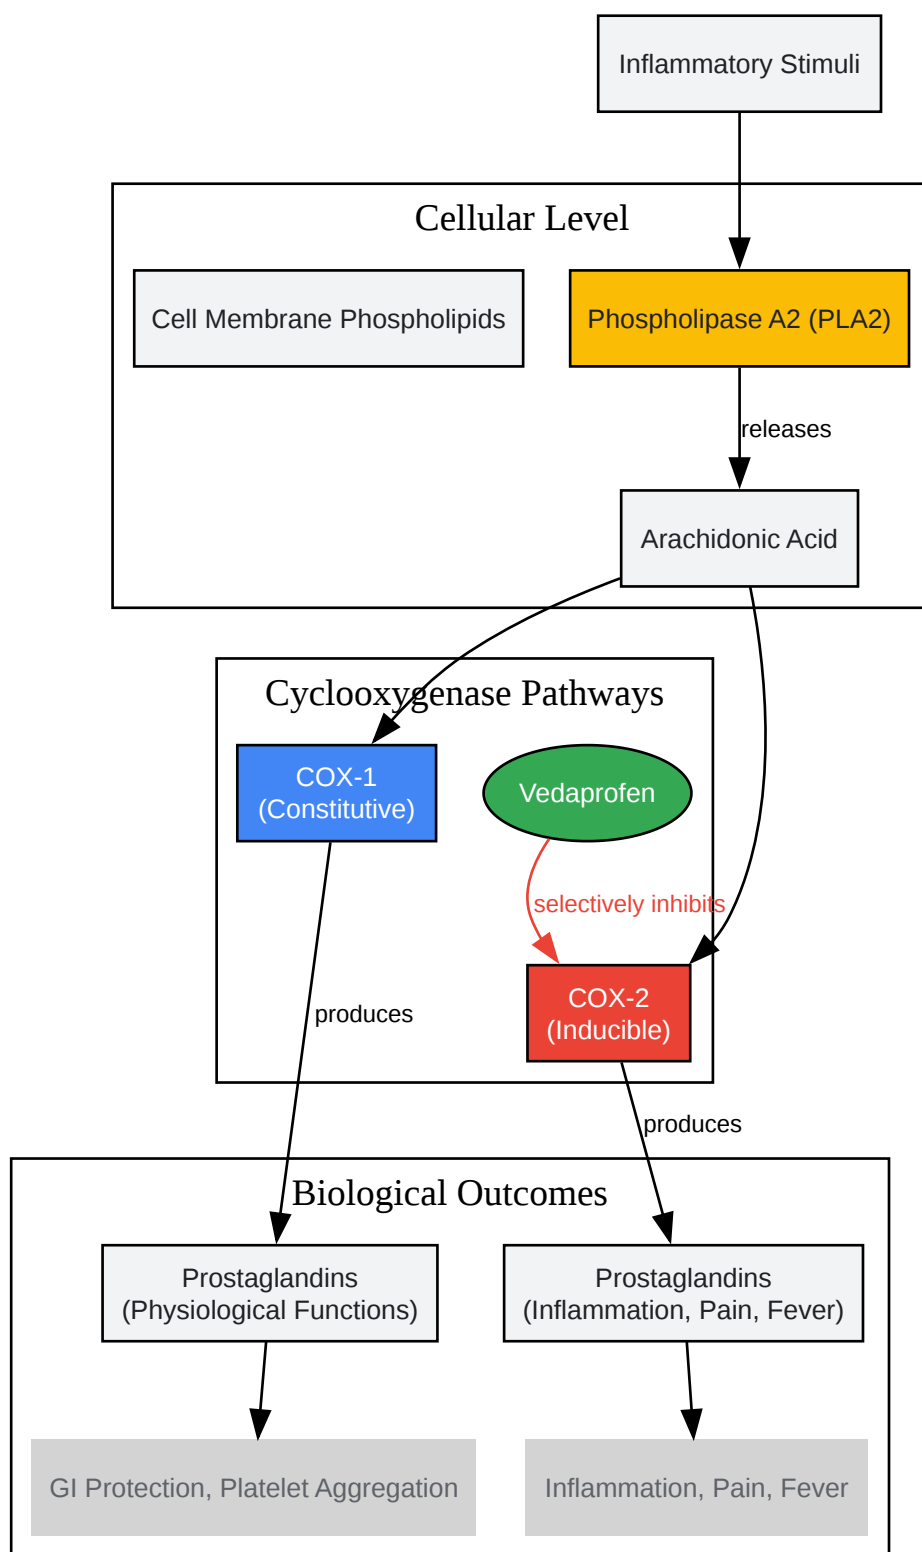 Inflammatory Stimuli
Cellular Level
Cell Membrane Phospholipids
Phospholipase A2 (PLA2)
releases
Arachidonic Acid
Cyclooxygenase Pathways
COX-1
(Constitutive)
Vedaprofen
selectively inhibits
COX-2
(Inducible)
produces
produces
Biological Outcomes
Prostaglandins
(Physiological Functions)
Prostaglandins
(Inflammation, Pain, Fever)
GI Protection, Platelet Aggregation
Inflammation, Pain, Fever